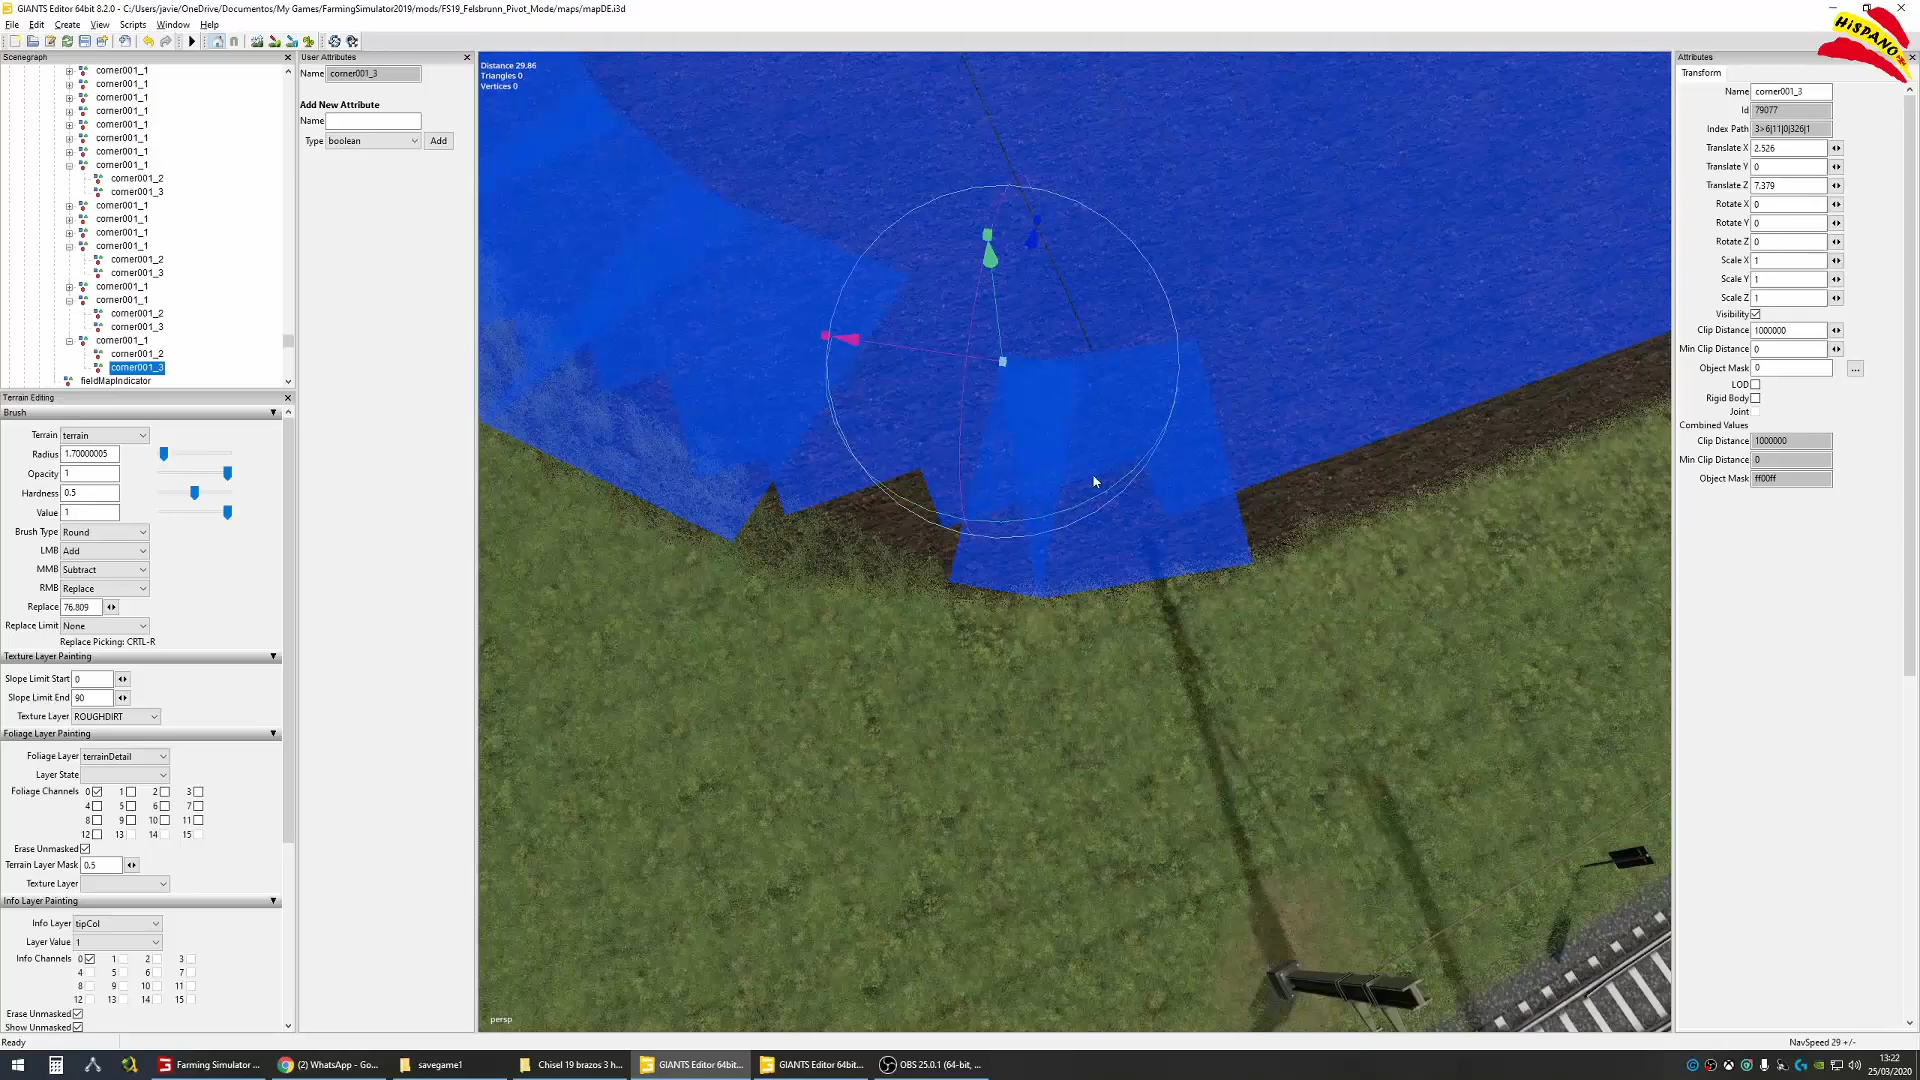 GIANTS Editor 64bit 8.2.0 - C:/Users/javie/OneDrive/Documentos/My Games/FarmingSimulator2019/mods/FS19_Felsbrunn_Pivot_Mode/maps/mapDE.i3d
File Edit Create View Scripts Window Help
HISPANO
Scenegraph
corner001_1
corner001_1
corner001_1
corner001_1
corner001_1
corner001_1
corner001_1
corner001_1
corner001_2
corner001_3
corner001_1
corner001_1
corner001_1
corner001_1
corner001_2
corner001_3
corner001_1
corner001_1
corner001_2
corner001_3
corner001_1
corner001_2
corner001_3
fieldMapIndicator
Terrain Editing
Brush
Terrain terrain
Radius 1.70000005
Opacity 1
Hardness 0.5
Value 1
Brush Type Round
LMB Add
MMB Subtract
RMB Replace
Replace 76.809
Replace Limit None
Replace Picking: CRTL-R
Texture Layer Painting
Slope Limit Start 0
Slope Limit End 90
Texture Layer ROUGHDIRT
Foliage Layer Painting
Foliage Layer terrainDetail
Layer State
Foliage Channels 0 1 2 3
4 5 6 7
8 9 10 11
12 13 14 15
Erase Unmasked
Terrain Layer Mask 0.5
Texture Layer
Info Layer Painting
Info Layer tipCol
Layer Value 1
Info Channels 0 1 2 3
4 5 6 7
8 9 10 11
12 13 14 15
Erase Unmasked
Show Unmasked
Ready
User Attributes
Name corner001_3
Add New Attribute
Name
Type boolean Add
Distance 29.86
Triangles 0
Vertices 0
persp
Attributes
Transform
Name corner001_3
Id 79077
Index Path 3>6|11|0|326|1
Translate X 2.526
Translate Y 0
Translate Z 7.379
Rotate X 0
Rotate Y 0
Rotate Z 0
Scale X 1
Scale Y 1
Scale Z 1
Visibility
Clip Distance 1000000
Min Clip Distance 0
Object Mask 0 ...
LOD
Rigid Body
Joint
Combined Values
Clip Distance 1000000
Min Clip Distance 0
Object Mask ff00ff
NavSpeed 29 +/-
Farming Simulator ... (2) WhatsApp - Go... savegame1 Chisel 19 brazos 3 h... GIANTS Editor 64bit... GIANTS Editor 64bit... OBS 25.0.1 (64-bit, ...
13:22
25/03/2020